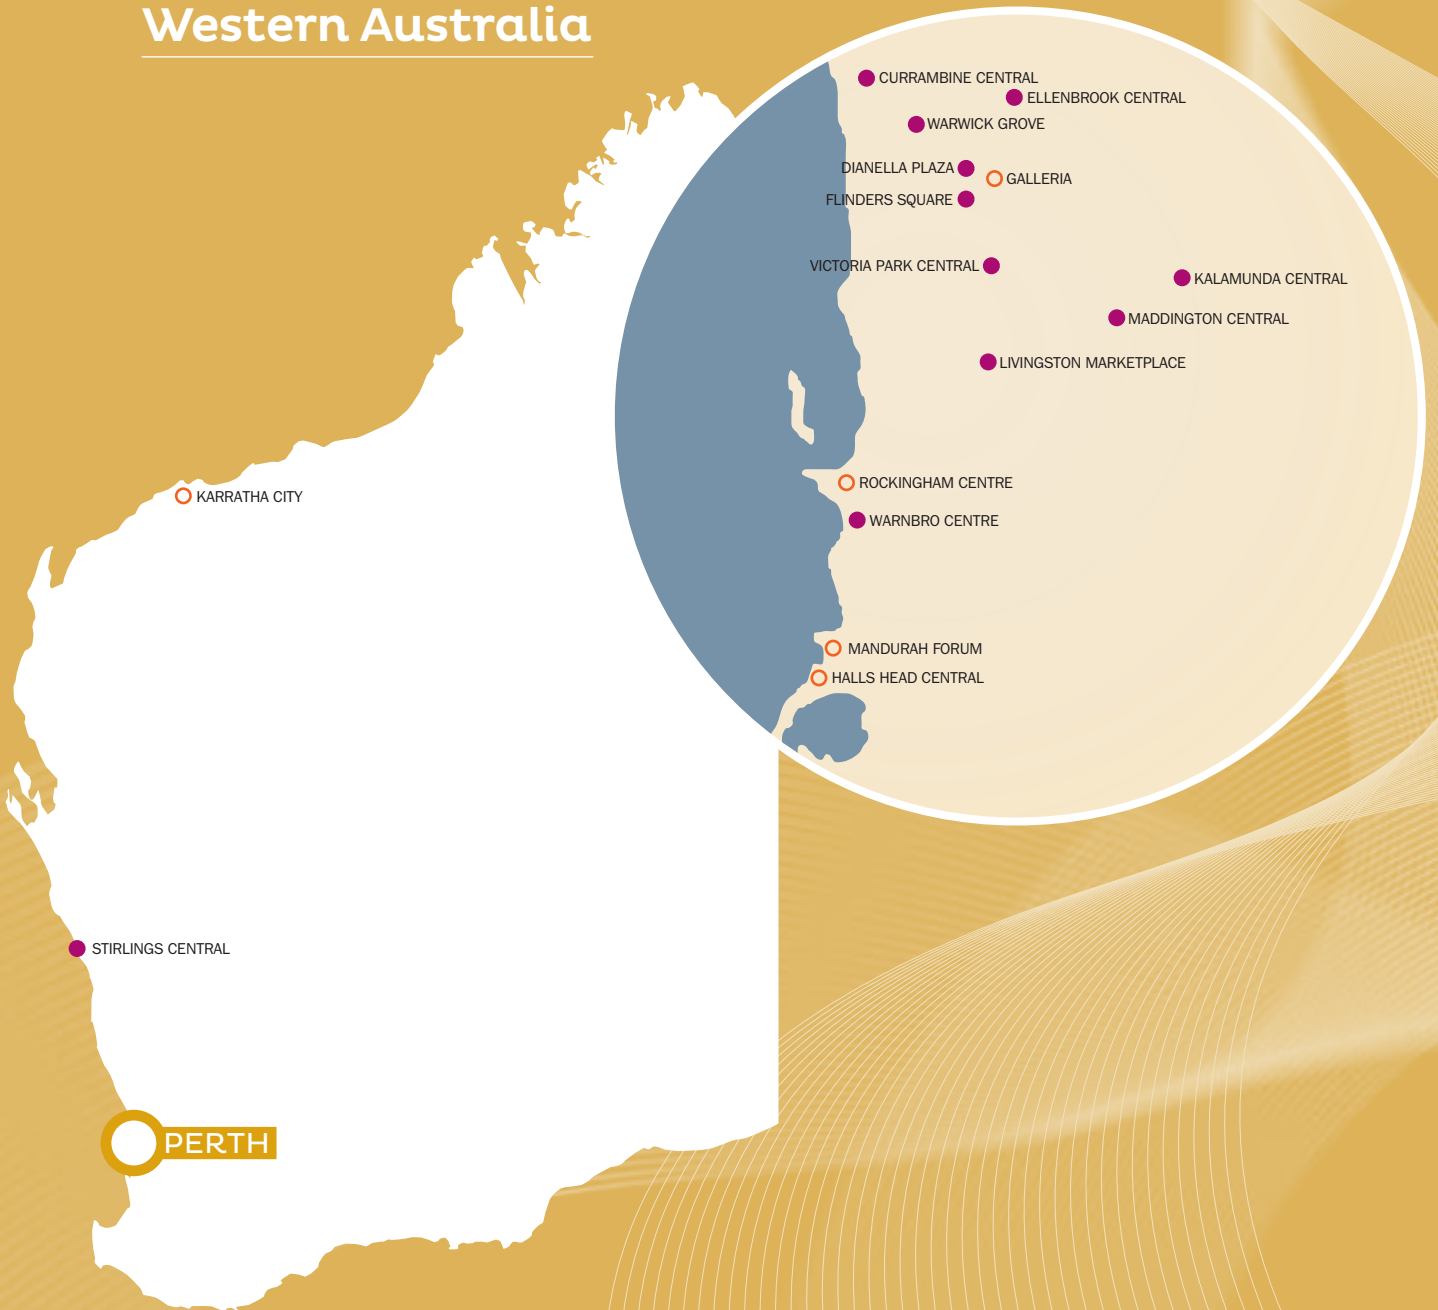 Western Australia
CURRAMBINE CENTRAL
ELLENBROOK CENTRAL
WARWICK GROVE
DIANELLA PLAZA
GALLERIA
FLINDERS SQUARE
VICTORIA PARK CENTRAL
KALAMUNDA CENTRAL
MADDINGTON CENTRAL
LIVINGSTON MARKETPLACE
ROCKINGHAM CENTRE
KARRATHA CITY
WARNBRO CENTRE
MANDURAH FORUM
HALLS HEAD CENTRAL
STIRLINGS CENTRAL
PERTH